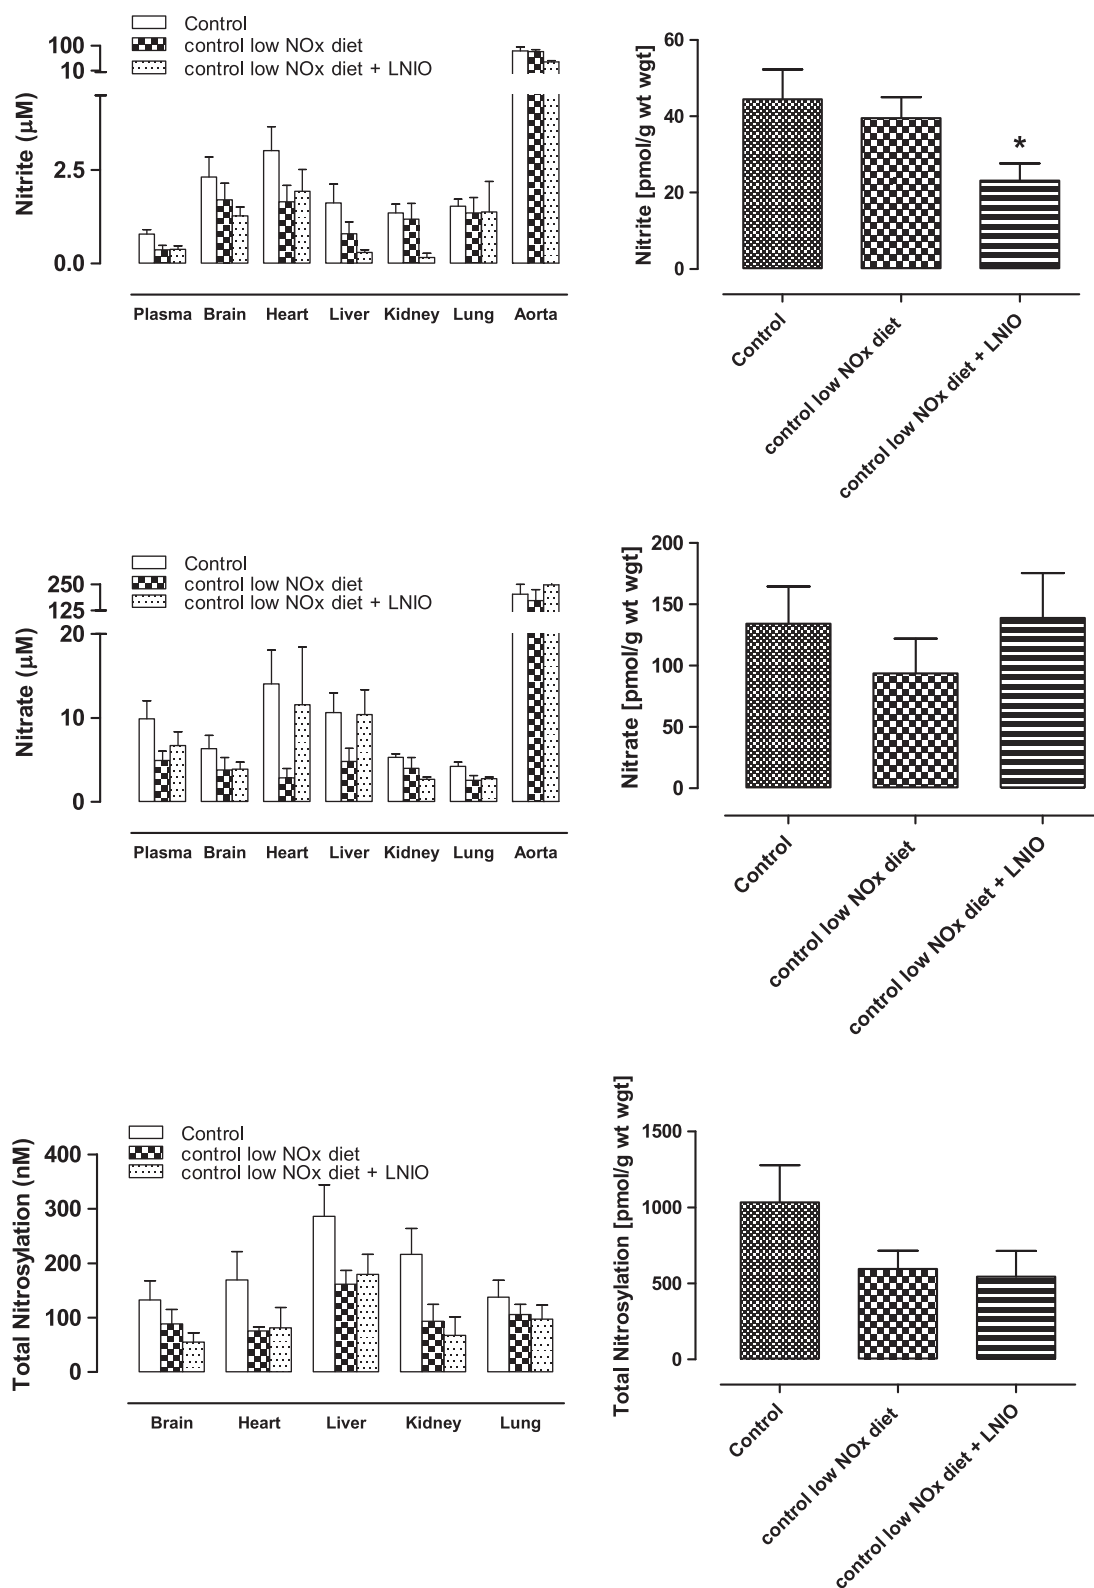 Control
control low NOx diet
control low NOx diet + LNIO
100
10
2.5
0.0
Nitrite (µM)
Plasma Brain Heart Liver Kidney Lung Aorta
60
40
20
0
Nitrite [pmol/g wt wgt]
*
Control
control low NOx diet
control low NOx diet + LNIO
Control
control low NOx diet
control low NOx diet + LNIO
250
125
20
10
0
Nitrate (µM)
Plasma Brain Heart Liver Kidney Lung Aorta
200
150
100
50
0
Nitrate [pmol/g wt wgt]
Control
control low NOx diet
control low NOx diet + LNIO
Control
control low NOx diet
control low NOx diet + LNIO
400
300
200
100
0
Total Nitrosylation (nM)
Brain Heart Liver Kidney Lung
1500
1000
500
0
Total Nitrosylation [pmol/g wt wgt]
Control
control low NOx diet
control low NOx diet + LNIO